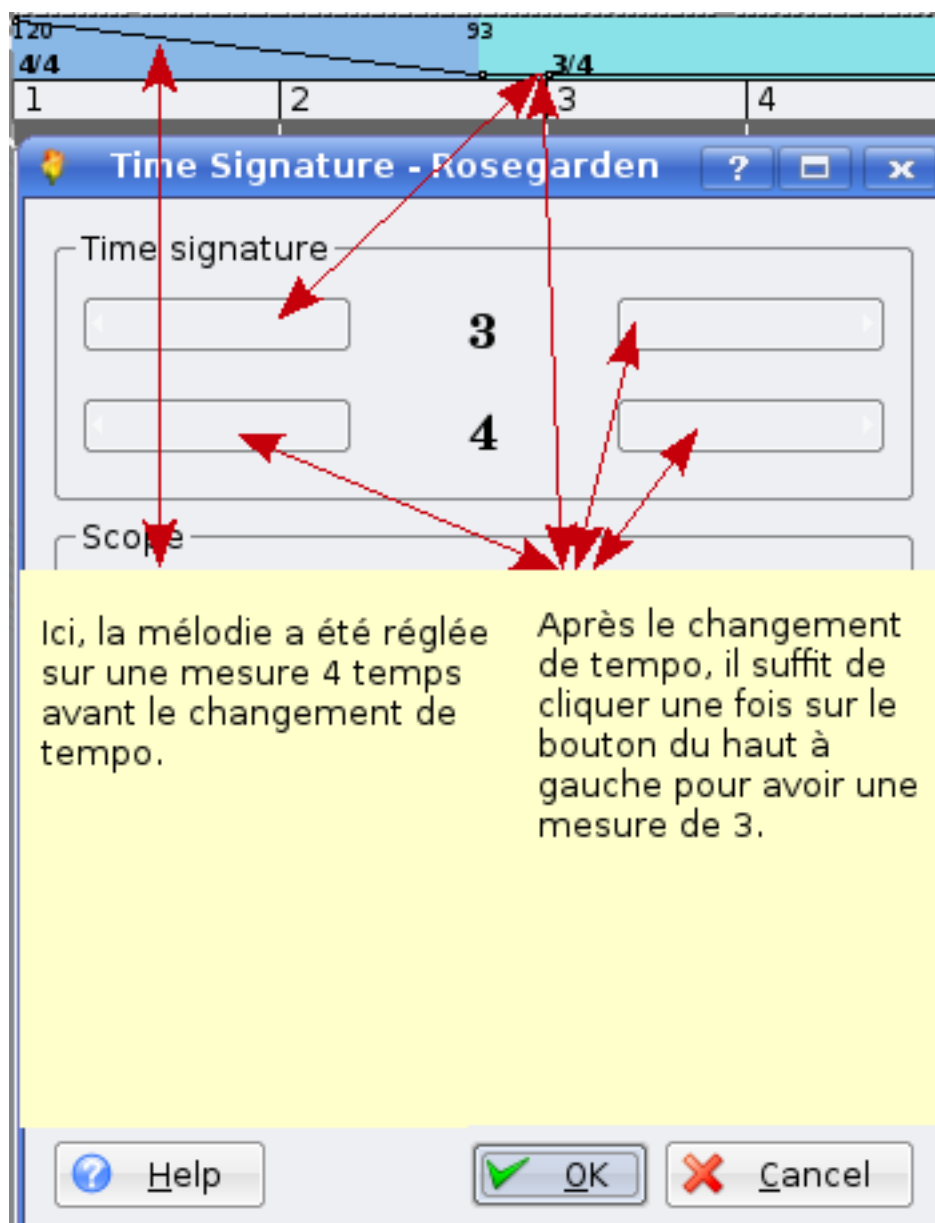 120 93
4/4 3/4
1 2 3 4
Time Signature - Rosegarden ?
Time signature
3
4
Scope
Ici, la mélodie a été réglée
sur une mesure 4 temps
avant le changement de
tempo.
Après le changement
de tempo, il suffit de
cliquer une fois sur le
bouton du haut à
gauche pour avoir une
mesure de 3.
Help OK Cancel